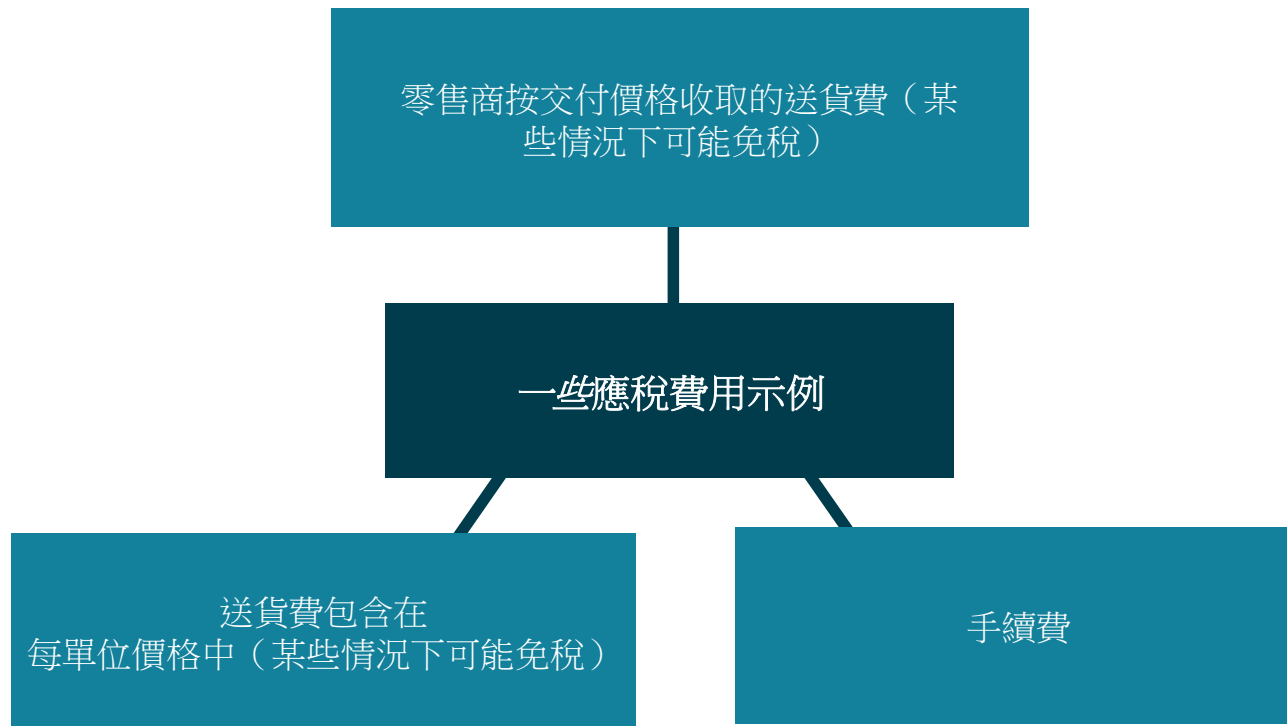 零售商按交付價格收取的送貨費（某
些情況下可能免稅）
一些應稅費用示例
送貨費包含在
每單位價格中（某些情況下可能免稅）
手續費